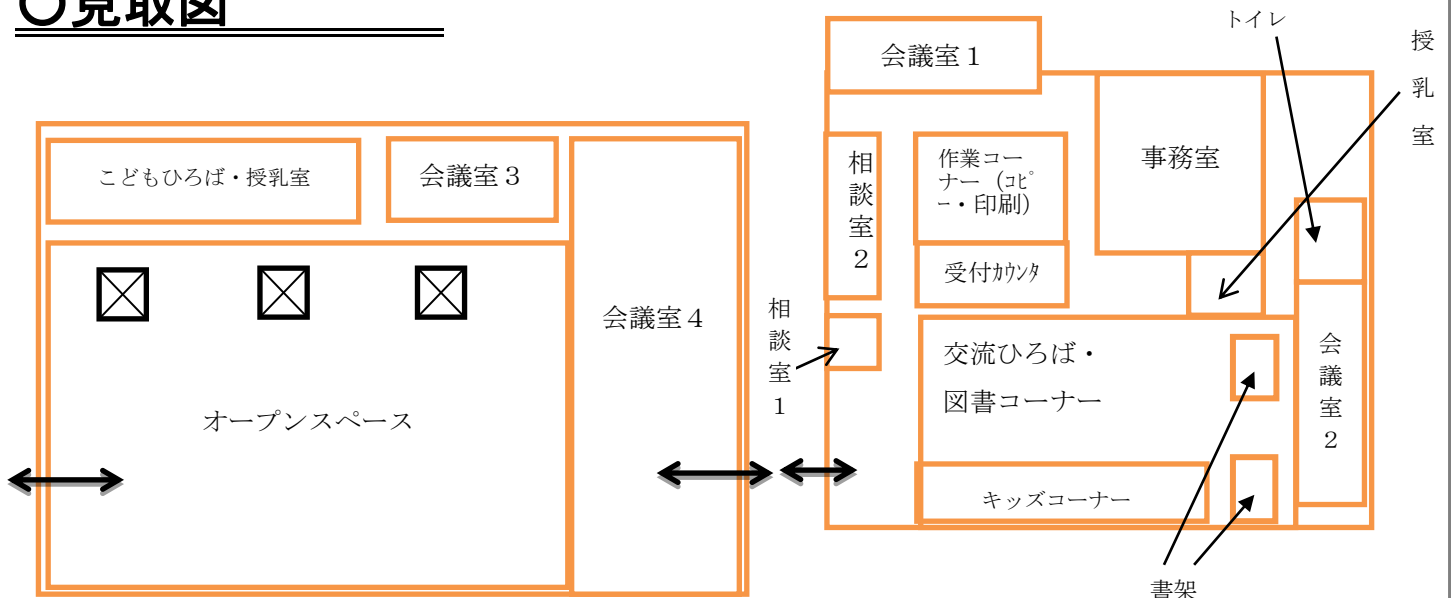 〇見取図
こどもひろば・授乳室
会議室３
会議室４
オープンスペース
会議室１
トイレ
授乳室
相談室２
作業コー
ナー（ｺﾋﾟ
ｰ・印刷）
事務室
受付ｶｳﾝﾀ
相談室１
交流ひろば・
図書コーナー
会議室２
キッズコーナー
書架